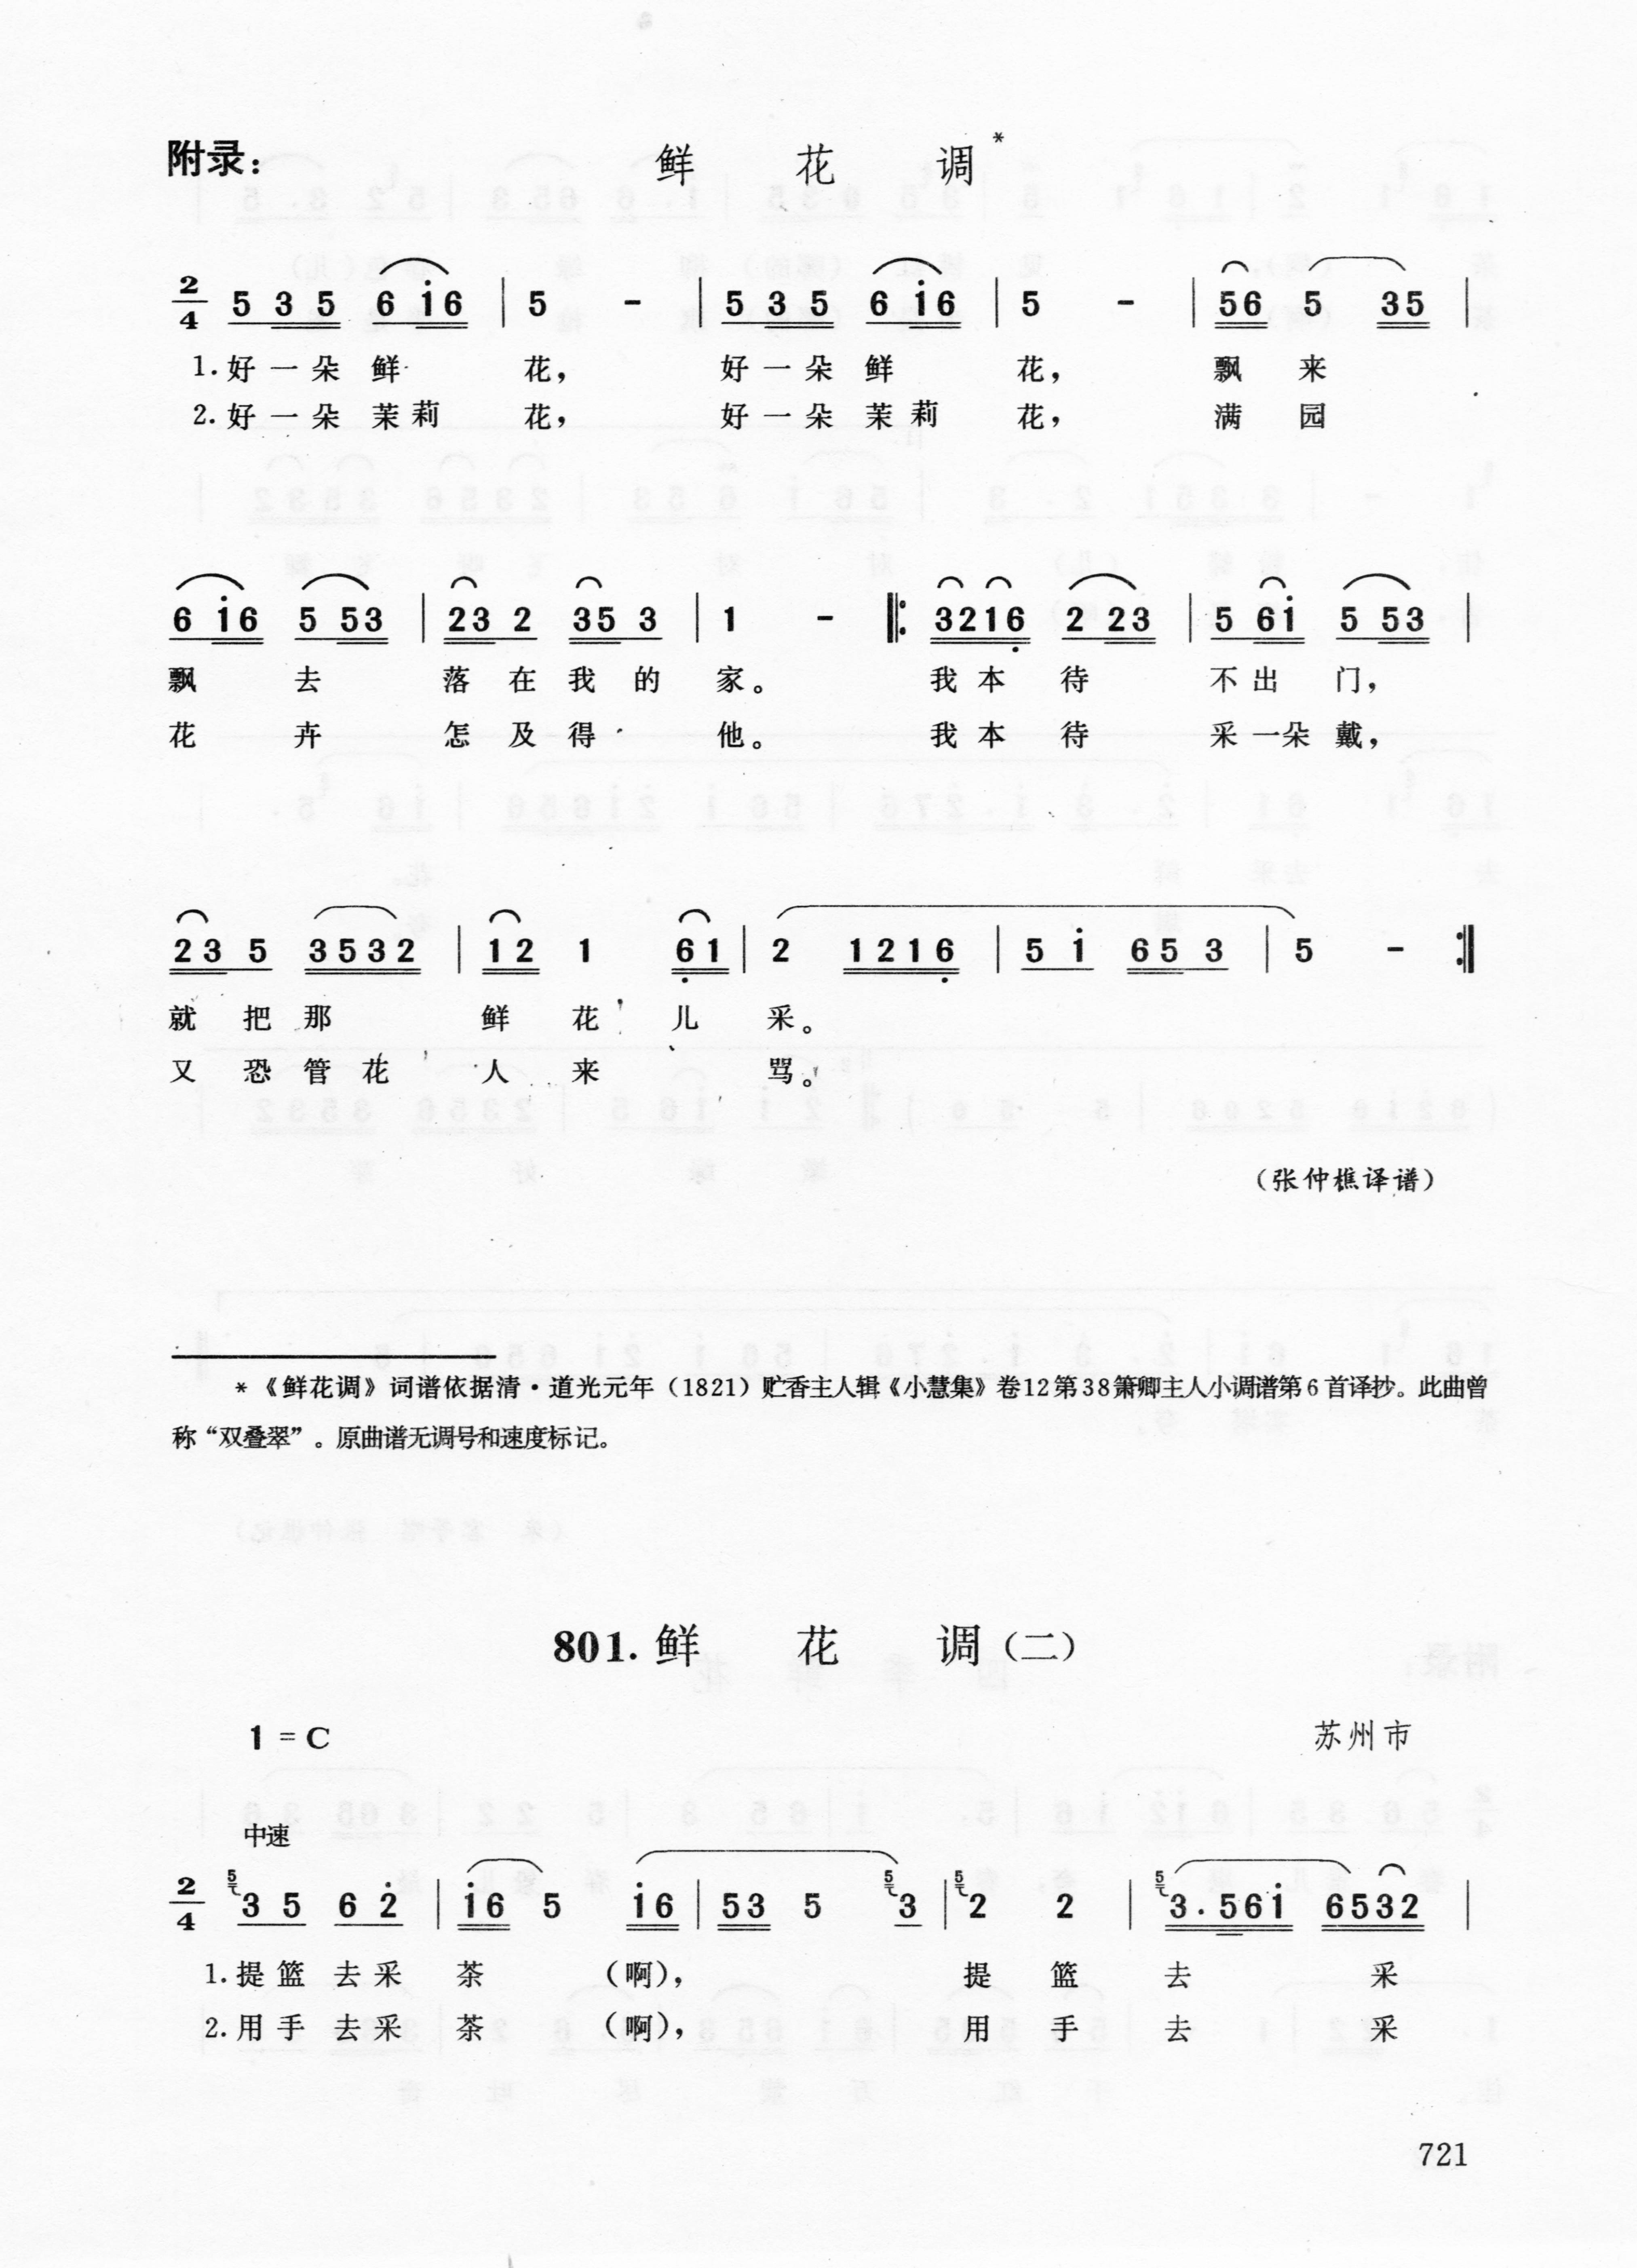 附录：
鲜 花 调*
2/4 5 3 5 6 i̇ 6 | 5 - | 5 3 5 6 i̇ 6 | 5 - | 56 5 35 |
1.好一朵鲜 花， 好一朵鲜 花， 飘 来
2.好一朵茉莉 花， 好一朵茉莉 花， 满 园
6 i̇6 5 53 | 23 2 35 3 | 1 - ‖: 3216̣ 2 23 | 5 6i̇ 5 53 |
飘 去 落 在 我 的 家。 我 本 待 不 出 门，
花 卉 怎 及 得 他。 我 本 待 采 一 朵 戴，
23 5 3532 | 12 1 6̣1 | 2 1216̣ | 5 i̇ 65 3 | 5 - :‖
就 把 那 鲜 花 儿 采。
又 恐 管 花 人 来 骂。
（张仲樵译谱）
*《鲜花调》词谱依据清·道光元年（1821）贮香主人辑《小慧集》卷12第38箫卿主人小调谱第6首译抄。此曲曾
称“双叠翠”。原曲谱无调号和速度标记。
801. 鲜 花 调（二）
1 = C
苏州市
中速
2/4 5 3 5 6 2̇ | i̇6 5 i̇6 | 53 5 5 3 | 5 2 2 | 5 3·56i̇ 6532 |
1.提 篮 去 采 茶 （啊）， 提 篮 去 采
2.用 手 去 采 茶 （啊）， 用 手 去 采
721